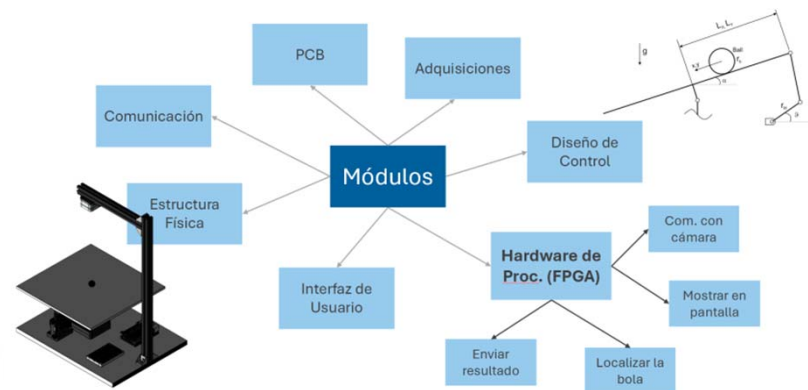 PCB
Adquisiciones
Comunicación
Módulos
Diseño de
Control
Estructura
Física
Interfaz de
Usuario
Hardware de
Proc. (FPGA)
Com. con
cámara
Mostrar en
pantalla
Enviar
resultado
Localizar la
bola
g
Ball
x,y
α